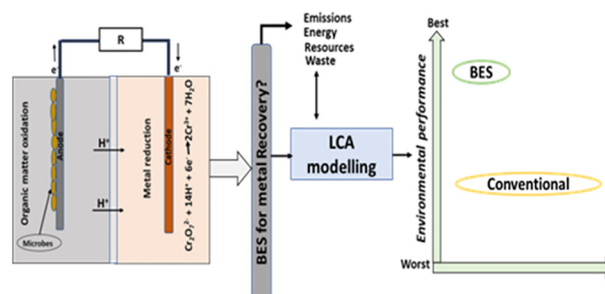 R
e⁻
e⁻
Organic matter oxidation
Anode
Microbes
H⁺
H⁺
Metal reduction
Cathode
Cr₂O₇²⁻ + 14H⁺ + 6e⁻ ⟶2Cr³⁺ + 7H₂O
BES for metal Recovery?
Emissions
Energy
Resources
Waste
LCA
modelling
Environmental performance
Best
BES
Conventional
Worst